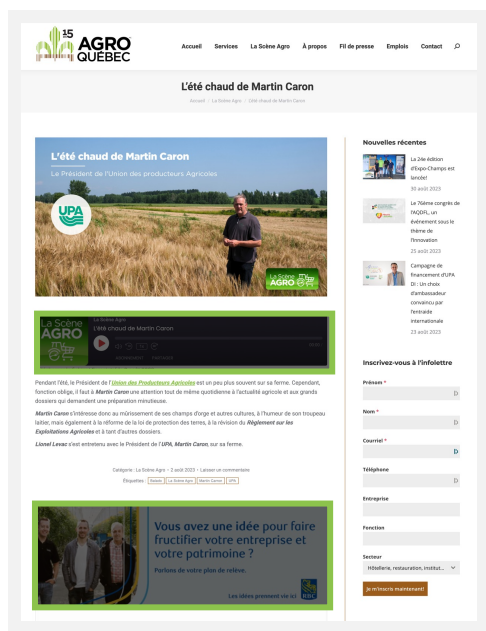 15
AGRO
QUÉBEC
Accueil
Services
La Scène Agro
À propos
Fil de presse
Emplois
Contact
L'été chaud de Martin Caron
Accueil / La Scène Agro / L'été chaud de Martin Caron
L'été chaud de Martin Caron
Le Président de l'Union des producteurs Agricoles
UPA
La Scène
AGRO
La Scène
AGRO
La Scène Agro
L'été chaud de Martin Caron
Pendant l'été, le Président de l'Union des Producteurs Agricoles est un peu plus souvent sur sa ferme. Cependant,
fonction oblige, il faut à Martin Caron une attention tout de même quotidienne à l'actualité agricole et aux grands
dossiers qui demandent une préparation minutieuse.
Martin Caron s'intéresse donc au mûrissement de ses champs d'orge et autres cultures, à l'humeur de son troupeau
laitier, mais également à la réforme de la loi de protection des terres, à la révision du Règlement sur les
Exploitations Agricoles et à tant d'autres dossiers.
Lionel Levac s'est entretenu avec le Président de l'UPA, Martin Caron, sur sa ferme.
Catégorie : La Scène Agro • 2 août 2023 • Laisser un commentaire
Étiquettes : Balado La Scène Agro Martin Caron UPA
Vous avez une idée pour faire
fructifier votre entreprise et
votre patrimoine ?
Parlons de votre plan de relève.
Les idées prennent vie ici
RBC
Nouvelles récentes
La 24e édition
d'Expo-Champs est
lancée!
30 août 2023
Le 76ème congrès de
l'AQDFL, un
événement sous le
thème de
l'innovation
25 août 2023
Campagne de
financement d'UPA
DI : Un choix
d'ambassadeur
convaincu par
l'entraide
internationale
23 août 2023
Inscrivez-vous à l'infolettre
Prénom *
Nom *
Courriel *
Téléphone
Entreprise
Fonction
Secteur
Hôtellerie, restauration, institut...
Je m'inscris maintenant!